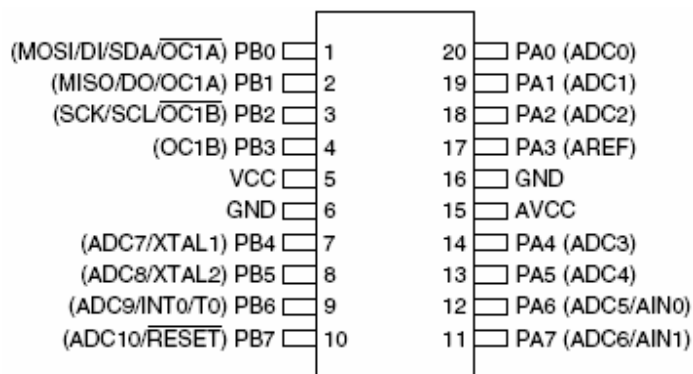 (MOSI/DI/SDA/OC1A) PB0 1 20 PA0 (ADC0)
(MISO/DO/OC1A) PB1 2 19 PA1 (ADC1)
(SCK/SCL/OC1B) PB2 3 18 PA2 (ADC2)
(OC1B) PB3 4 17 PA3 (AREF)
VCC 5 16 GND
GND 6 15 AVCC
(ADC7/XTAL1) PB4 7 14 PA4 (ADC3)
(ADC8/XTAL2) PB5 8 13 PA5 (ADC4)
(ADC9/INT0/T0) PB6 9 12 PA6 (ADC5/AIN0)
(ADC10/RESET) PB7 10 11 PA7 (ADC6/AIN1)